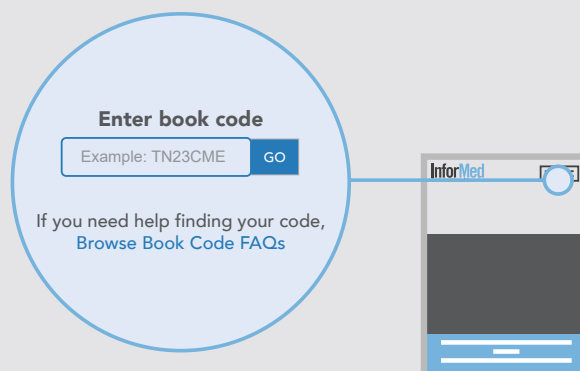 Enter book code
Example: TN23CME
GO
If you need help finding your code,
Browse Book Code FAQs
InforMed